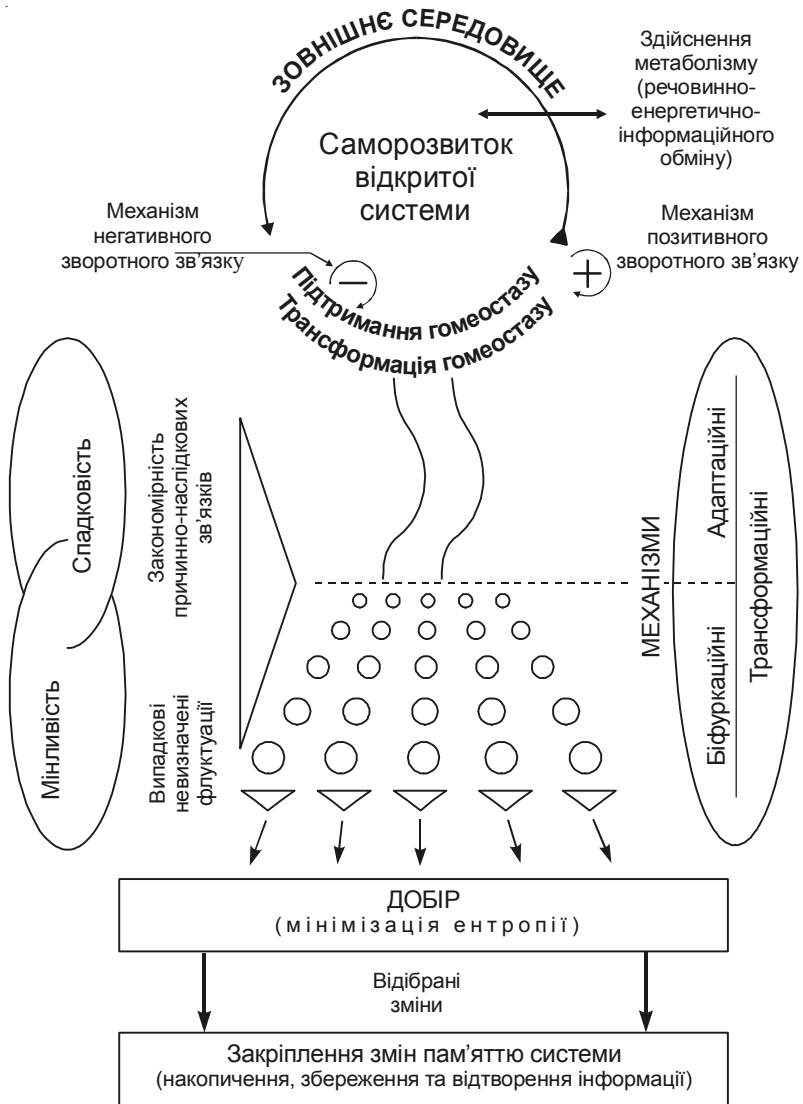 ЗОВНІШНЄ СЕРЕДОВИЩЕ
Здійснення
метаболізму
(речовинно-
енергетично-
інформаційного
обміну)
Саморозвиток
відкритої
системи
Механізм
негативного
зворотного зв’язку
Механізм
позитивного
зворотного зв’язку
−
+
Підтримання гомеостазу
Трансформація гомеостазу
Спадковість
Мінливість
Закономірність
причинно-наслідкових
зв’язків
Випадкові
невизначені
флуктуації
МЕХАНІЗМИ
Адаптаційні
Біфуркаційні
Трансформаційні
ДОБІР
(мінімізація ентропії)
Відібрані
зміни
Закріплення змін пам’яттю системи
(накопичення, збереження та відтворення інформації)